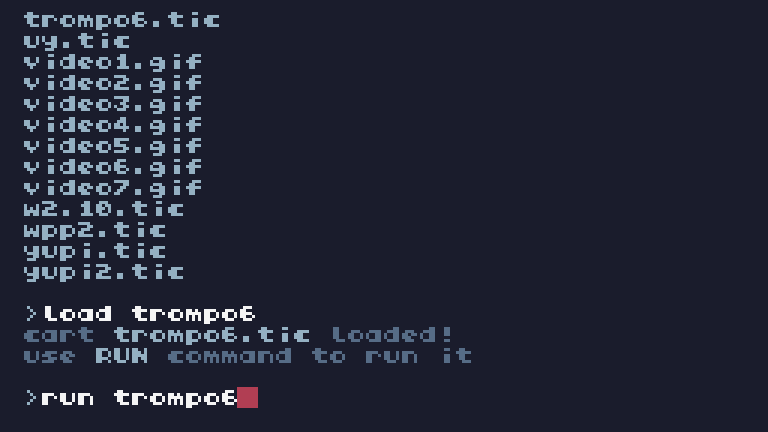 trompo6.tic
uy.tic
video1.gif
video2.gif
video3.gif
video4.gif
video5.gif
video6.gif
video7.gif
w2.10.tic
wpp2.tic
yupi.tic
yupi2.tic
>load trompo6
cart trompo6.tic loaded!
use RUN command to run it
>run trompo6